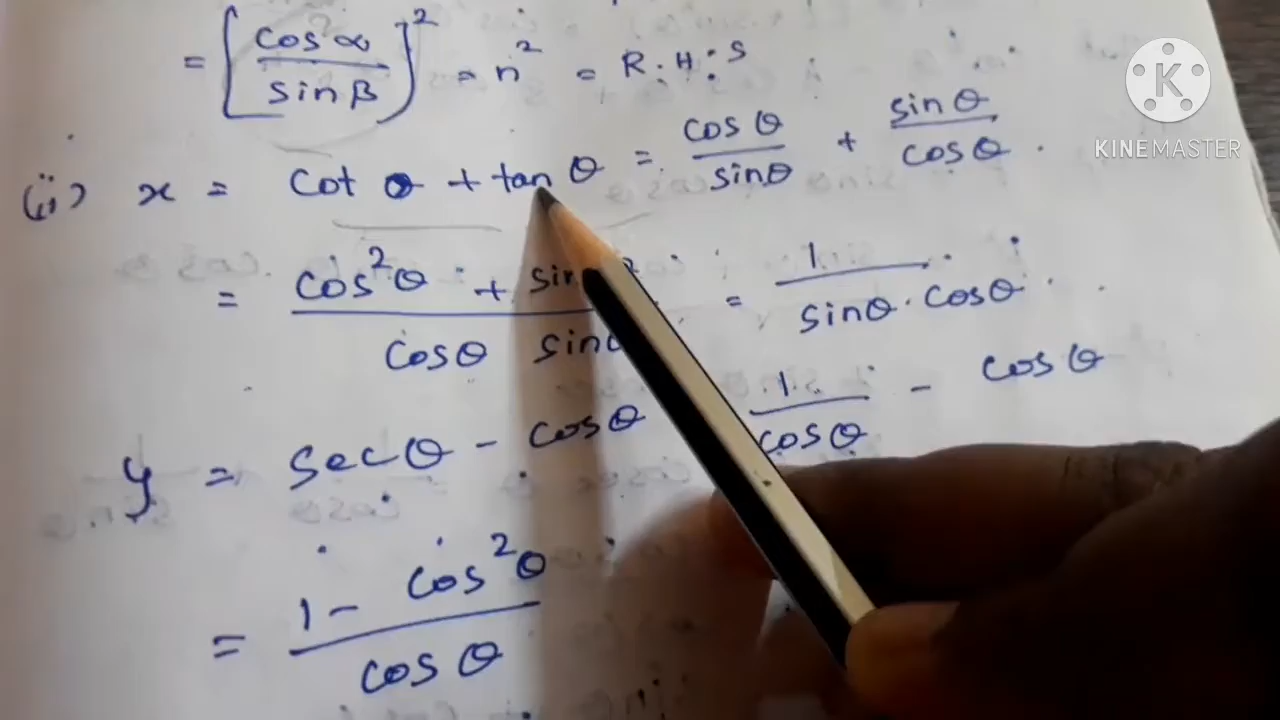 = [cos α / sin β]² = n² = R.H.S
(ii) x = cot θ + tan θ = cos θ / sin θ + sin θ / cos θ.
= cos²θ + sin / cos θ sin = 1 / sin θ · cos θ
y = sec θ - cos θ 1 / cos θ - cos θ
= 1 - cos²θ / cos θ
K
KINEMASTER